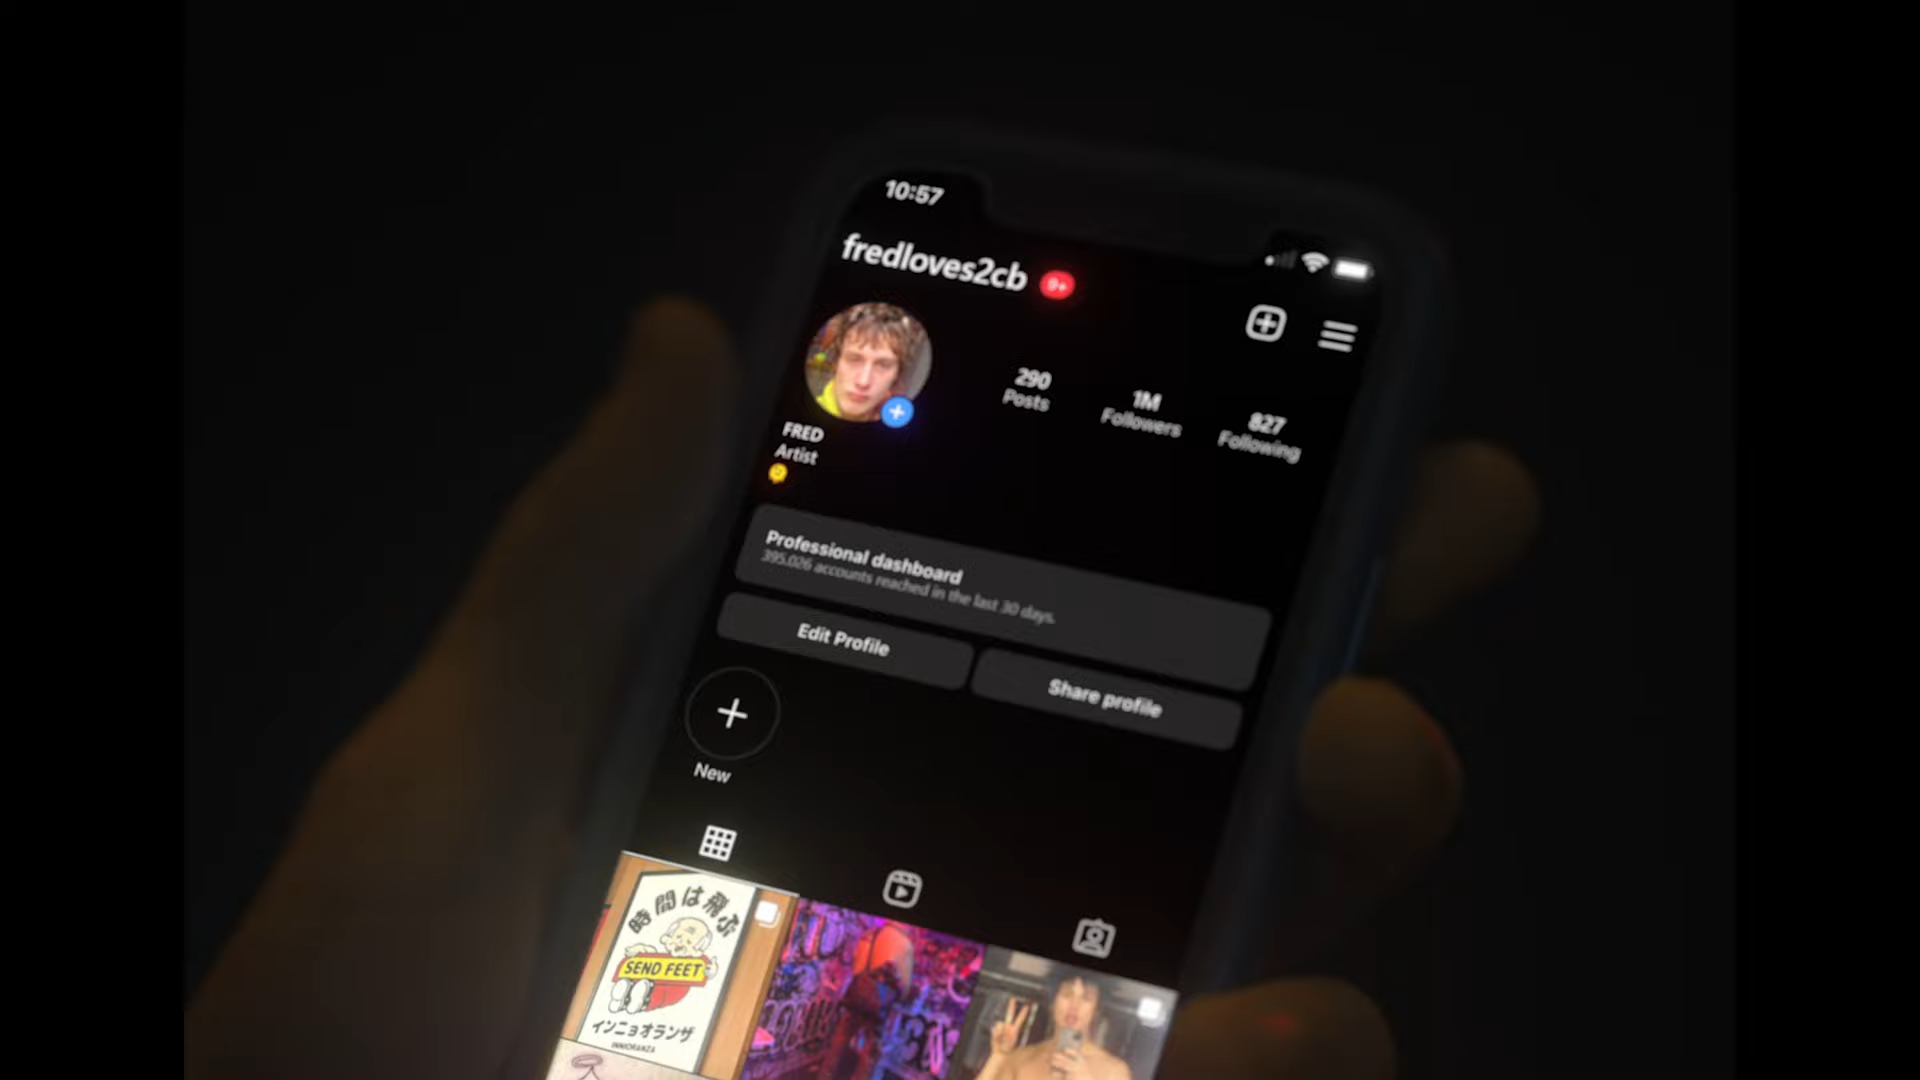 10:57
fredloves2cb
9+
290
Posts
1M
Followers
827
Following
FRED
Artist
Professional dashboard
395.026 accounts reached in the last 30 days.
Edit Profile
Share profile
New
時間は飛ぶ
SEND FEET
インニョオランザ
INNIORANZA